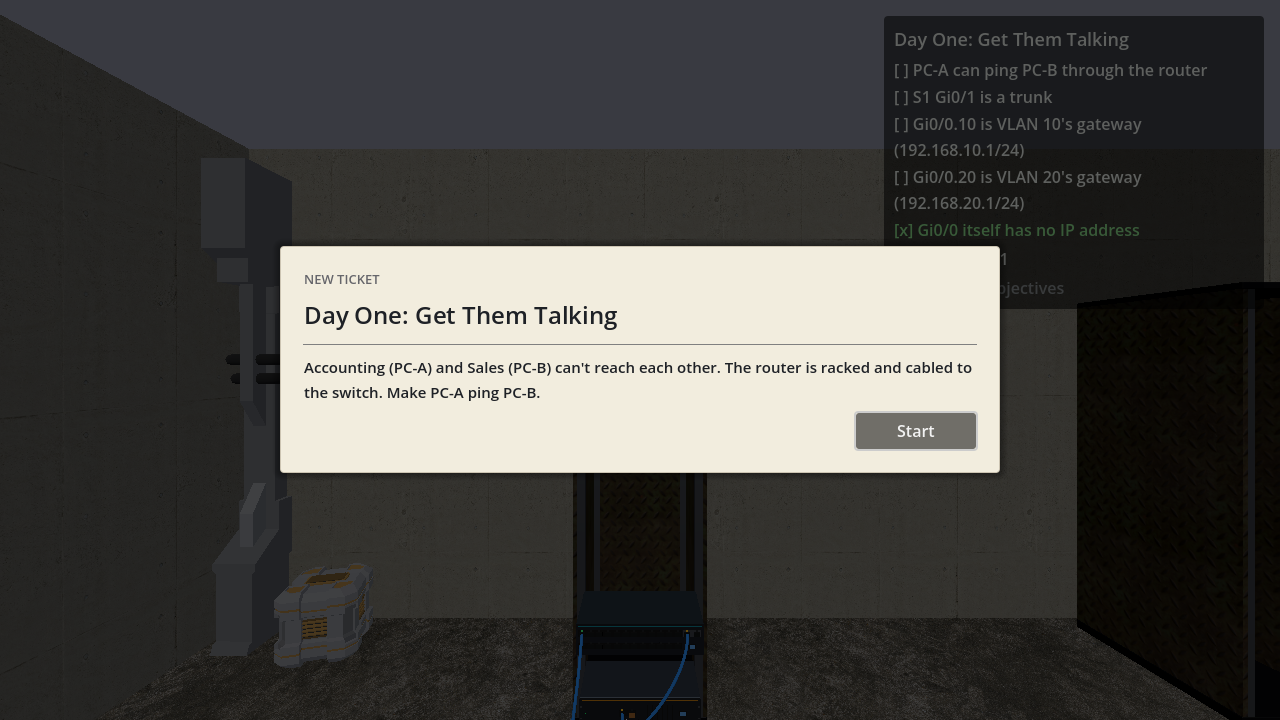 Day One: Get Them Talking
[ ] PC-A can ping PC-B through the router
[ ] S1 Gi0/1 is a trunk
[ ] Gi0/0.10 is VLAN 10's gateway
(192.168.10.1/24)
[ ] Gi0/0.20 is VLAN 20's gateway
(192.168.20.1/24)
[x] Gi0/0 itself has no IP address
NEW TICKET
Day One: Get Them Talking
Accounting (PC-A) and Sales (PC-B) can't reach each other. The router is racked and cabled to
the switch. Make PC-A ping PC-B.
Start